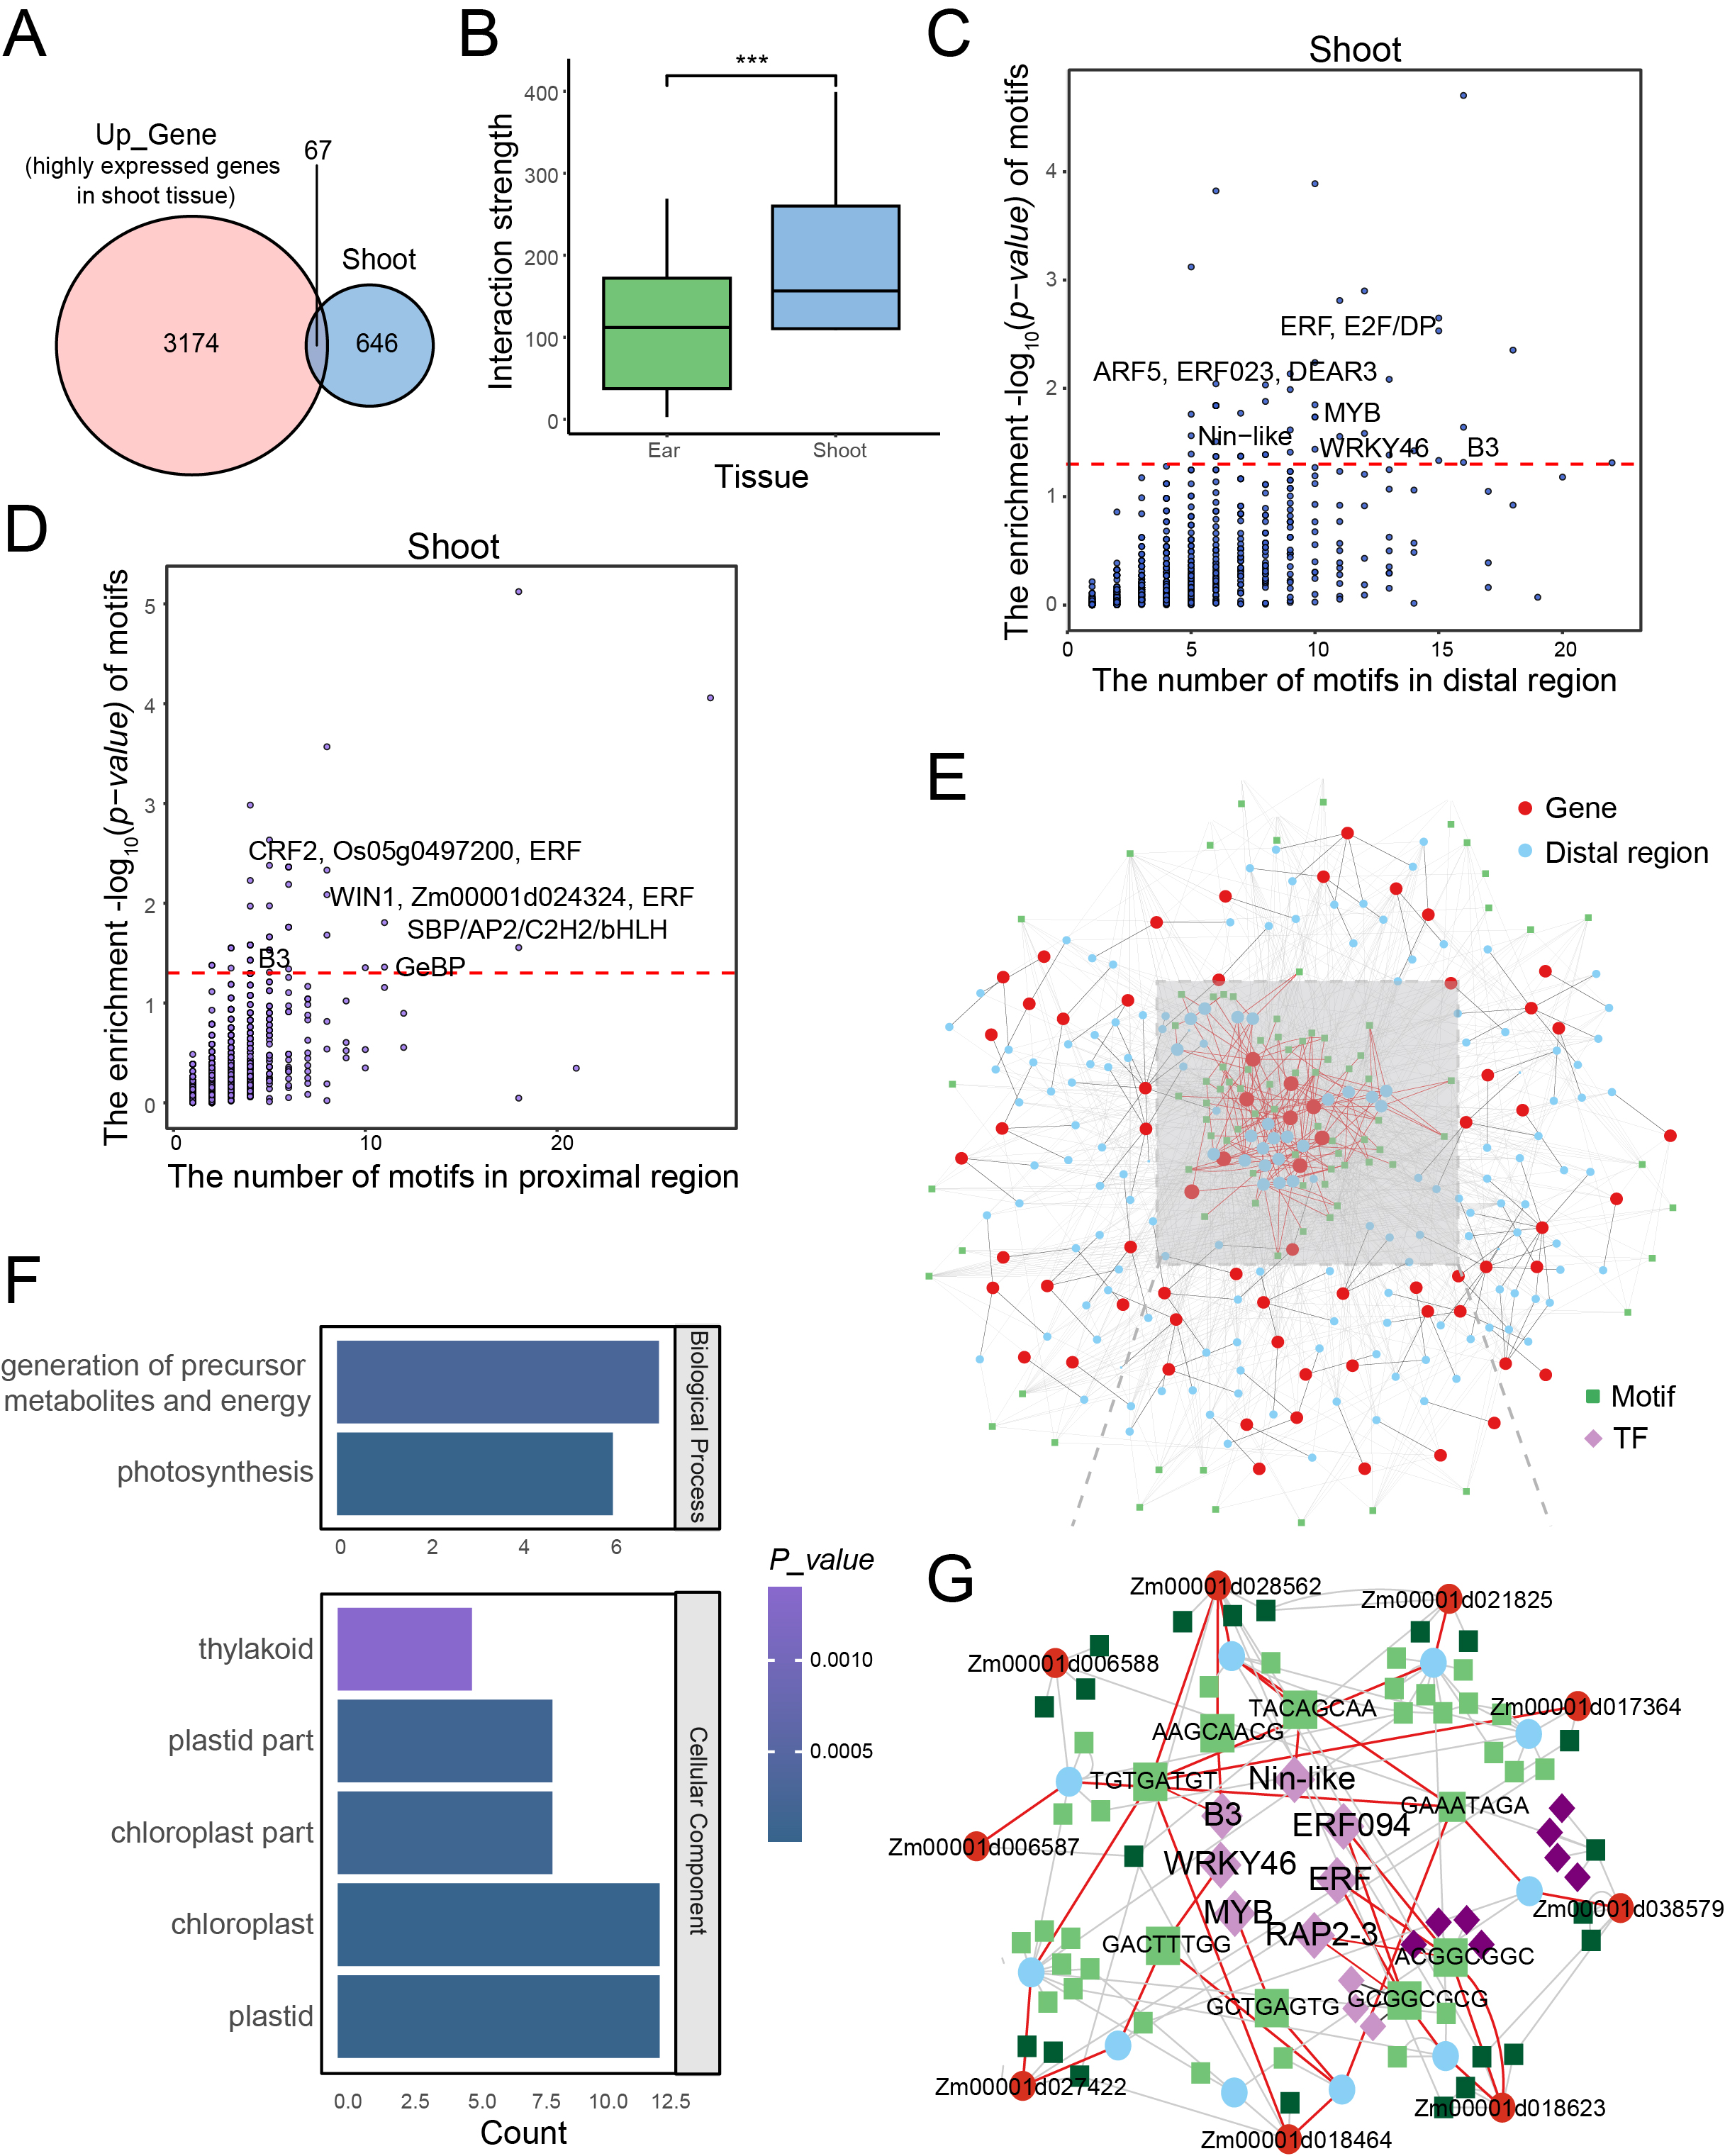 A
Up_Gene
(highly expressed genes
in shoot tissue)
67
Shoot
3174
646
B
***
Interaction strength
400
300
200
100
0
Ear
Shoot
Tissue
C
Shoot
The enrichment -log10(p−value) of motifs
4
3
2
1
0
ERF, E2F/DP
ARF5, ERF023, DEAR3
MYB
Nin−like
WRKY46
B3
0
5
10
15
20
The number of motifs in distal region
D
Shoot
The enrichment -log10(p−value) of motifs
5
4
3
2
1
0
CRF2, Os05g0497200, ERF
WIN1, Zm00001d024324, ERF
SBP/AP2/C2H2/bHLH
B3
GeBP
0
10
20
The number of motifs in proximal region
E
Gene
Distal region
Motif
TF
F
generation of precursor
metabolites and energy
photosynthesis
Biological Process
0
2
4
6
thylakoid
plastid part
chloroplast part
chloroplast
plastid
Cellular Component
0.0
2.5
5.0
7.5
10.0
12.5
Count
P_value
0.0010
0.0005
G
Zm00001d028562
Zm00001d021825
Zm00001d006588
Zm00001d017364
TACAGCAA
AAGCAACG
TGTGATGT
Nin-like
GAAATAGA
B3
ERF094
Zm00001d006587
WRKY46
ERF
MYB
Zm00001d038579
RAP2-3
GACTTTGG
ACGGCGGC
GCTGAGTG
GCGGCGCG
Zm00001d027422
Zm00001d018623
Zm00001d018464